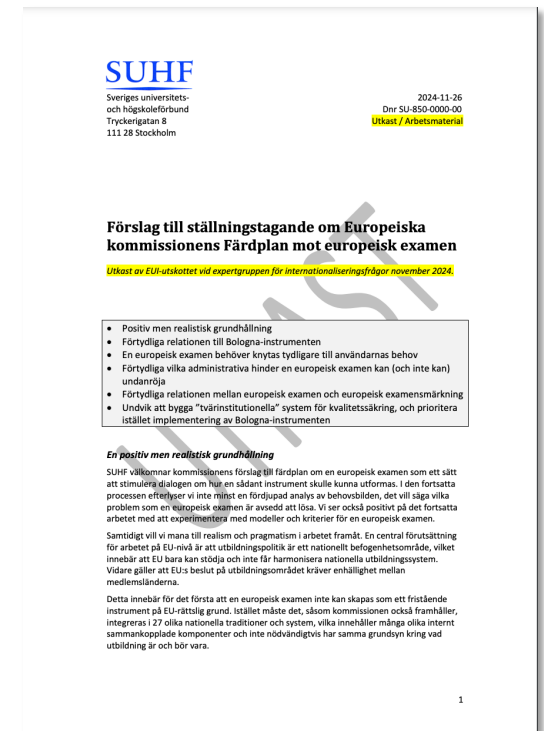 SUHF
Sveriges universitets-
och högskoleförbund
Tryckerigatan 8
111 28 Stockholm
2024-11-26
Dnr SU-850-0000-00
Utkast / Arbetsmaterial
Förslag till ställningstagande om Europeiska
kommissionens Färdplan mot europeisk examen
Utkast av EUI-utskottet vid expertgruppen för internationaliseringsfrågor november 2024.
• Positiv men realistisk grundhållning
• Förtydliga relationen till Bologna-instrumenten
• En europeisk examen behöver knytas tydligare till användarnas behov
• Förtydliga vilka administrativa hinder en europeisk examen kan (och inte kan)
undanröja
• Förtydliga relationen mellan europeisk examen och europeisk examensmärkning
• Undvik att bygga "tvärinstitutionella" system för kvalitetssäkring, och prioritera
istället implementering av Bologna-instrumenten
En positiv men realistisk grundhållning
SUHF välkomnar kommissionens förslag till färdplan om en europeisk examen som ett sätt
att stimulera dialogen om hur en sådant instrument skulle kunna utformas. I den fortsatta
processen efterlyser vi inte minst en fördjupad analys av behovsbilden, det vill säga vilka
problem som en europeisk examen är avsedd att lösa. Vi ser också positivt på det fortsatta
arbetet med att experimentera med modeller och kriterier för en europeisk examen.
Samtidigt vill vi mana till realism och pragmatism i arbetet framåt. En central förutsättning
för arbetet på EU-nivå är att utbildningspolitik är ett nationellt befogenhetsområde, vilket
innebär att EU bara kan stödja och inte får harmonisera nationella utbildningssystem.
Vidare gäller att EU:s beslut på utbildningsområdet kräver enhällighet mellan
medlemsländerna.
Detta innebär för det första att en europeisk examen inte kan skapas som ett fristående
instrument på EU-rättslig grund. Istället måste det, såsom kommissionen också framhåller,
integreras i 27 olika nationella traditioner och system, vilka innehåller många olika internt
sammankopplade komponenter och inte nödvändigtvis har samma grundsyn kring vad
utbildning är och bör vara.
1
UTKAST